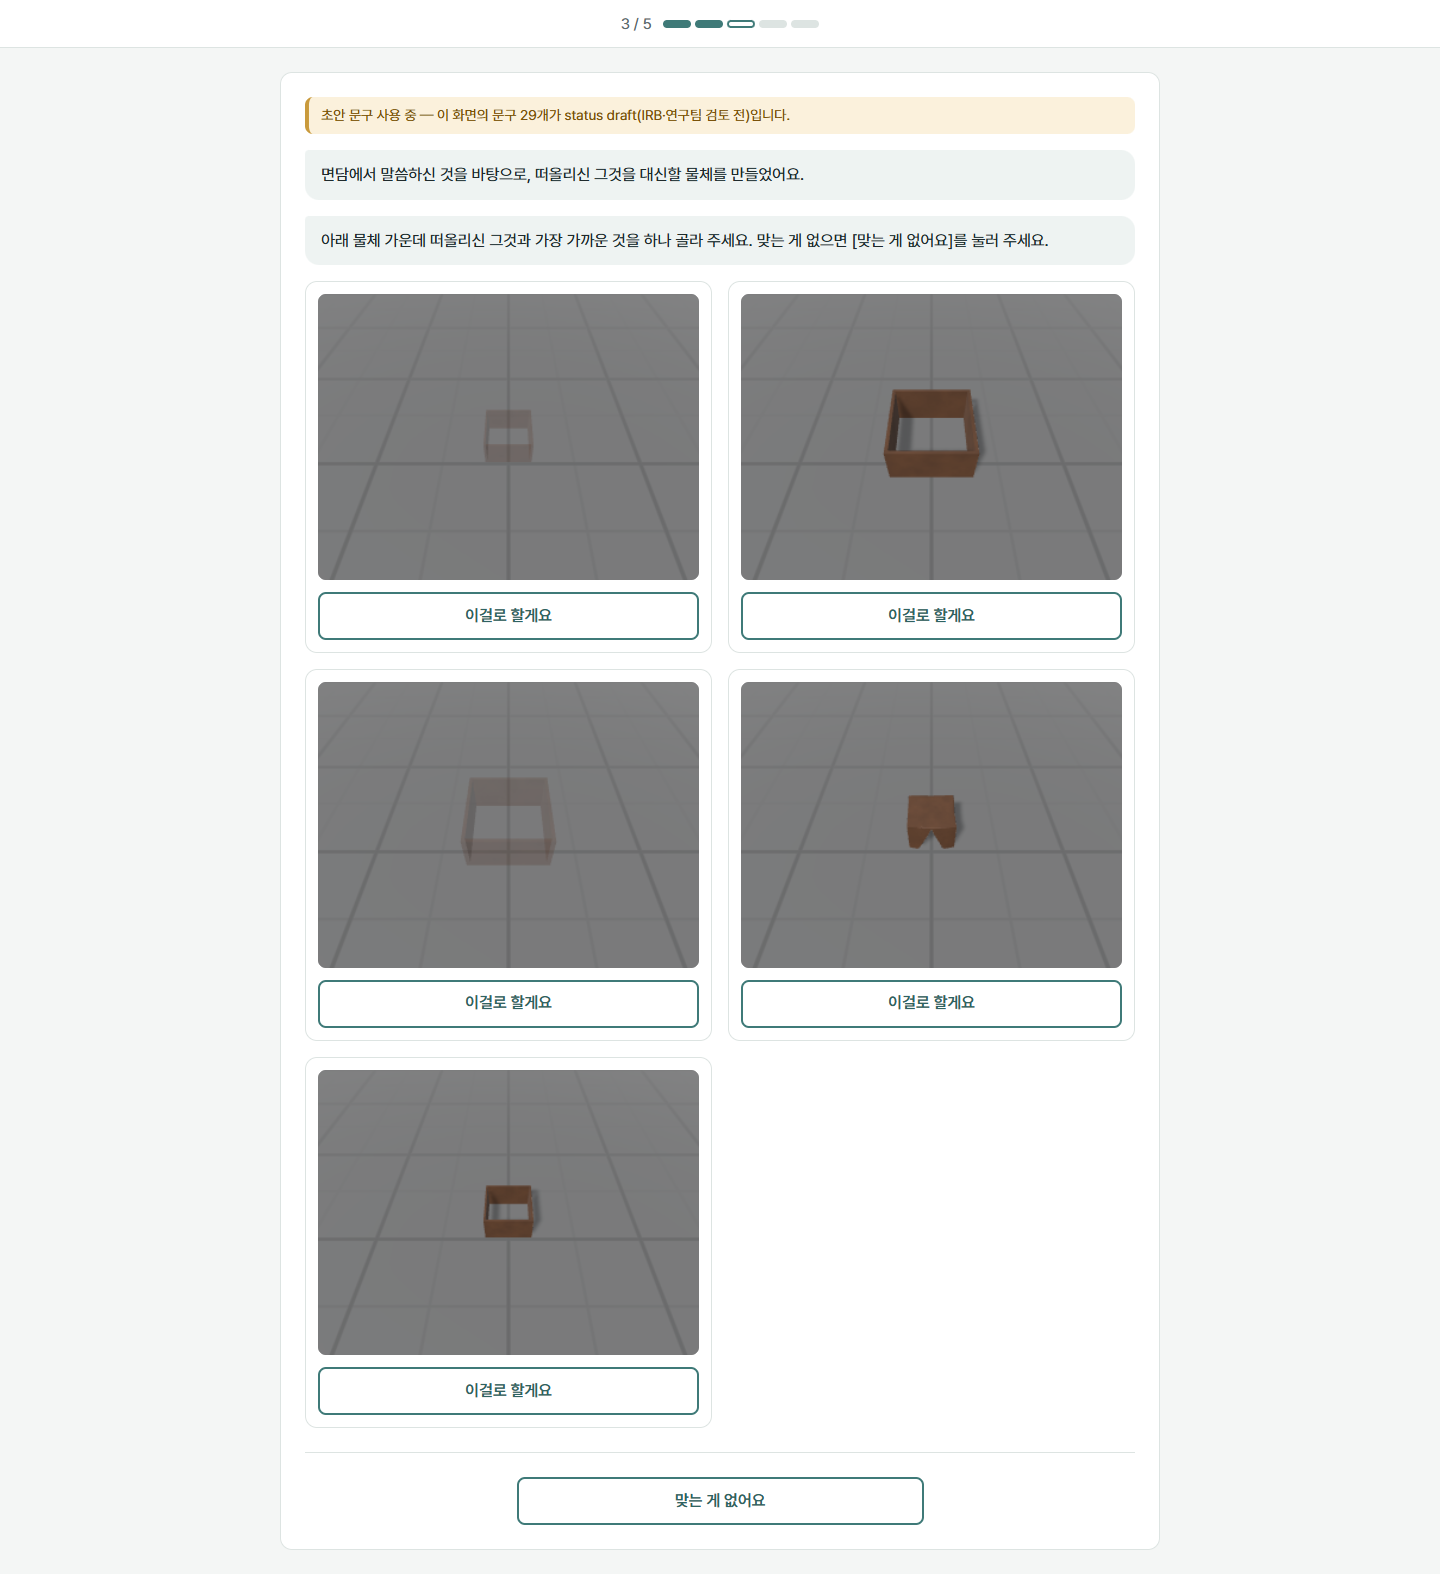 3 / 5
초안 문구 사용 중 — 이 화면의 문구 29개가 status draft(IRB·연구팀 검토 전)입니다.
면담에서 말씀하신 것을 바탕으로, 떠올리신 그것을 대신할 물체를 만들었어요.
아래 물체 가운데 떠올리신 그것과 가장 가까운 것을 하나 골라 주세요. 맞는 게 없으면 [맞는 게 없어요]를 눌러 주세요.
이걸로 할게요
이걸로 할게요
이걸로 할게요
이걸로 할게요
이걸로 할게요
맞는 게 없어요